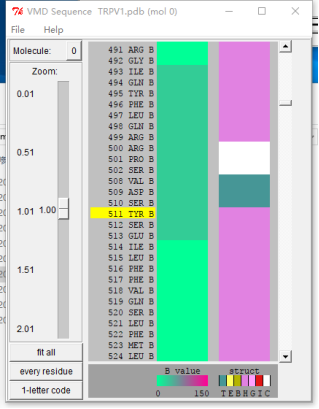 VMD Sequence TRPV1.pdb (mol 0)
File Help
Molecule: 0
Zoom:
0.01
0.51
1.01 1.00
1.51
2.01
fit all
every residue
1-letter code
491 ARG B
492 GLY B
493 ILE B
494 GLN B
495 TYR B
496 PHE B
497 LEU B
498 GLN B
499 ARG B
500 ARG B
501 PRO B
502 SER B
508 VAL B
509 ASP B
510 SER B
511 TYR B
512 SER B
513 GLU B
514 ILE B
515 LEU B
516 PHE B
517 PHE B
518 VAL B
519 GLN B
520 SER B
521 LEU B
522 PHE B
523 MET B
524 LEU B
B value
0 150
struct
T E B H G I C